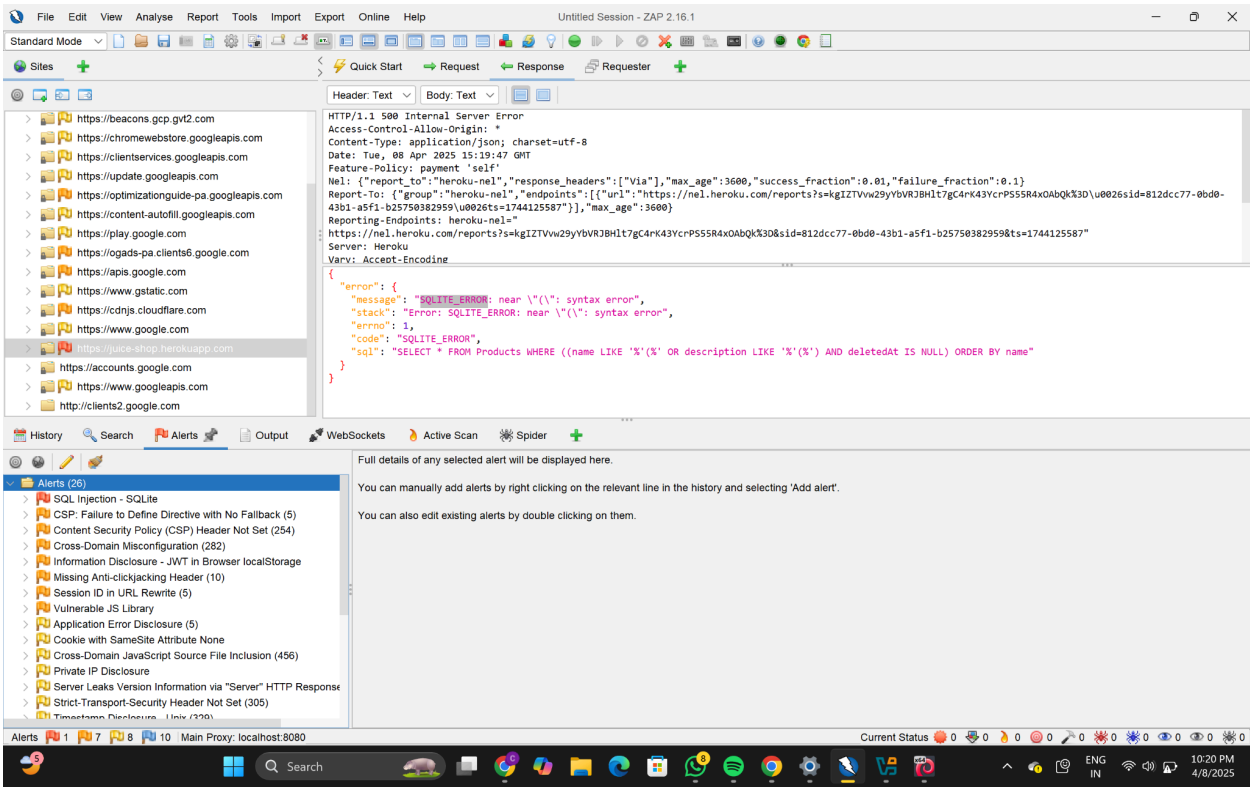 Untitled Session - ZAP 2.16.1
File Edit View Analyse Report Tools Import Export Online Help
Standard Mode
Sites
Quick Start Request Response Requester
Header: Text Body: Text
https://beacons.gcp.gvt2.com
https://chromewebstore.googleapis.com
https://clientservices.googleapis.com
https://update.googleapis.com
https://optimizationguide-pa.googleapis.com
https://content-autofill.googleapis.com
https://play.google.com
https://ogads-pa.clients6.google.com
https://apis.google.com
https://www.gstatic.com
https://cdnjs.cloudflare.com
https://www.google.com
https://juice-shop.herokuapp.com
https://accounts.google.com
https://www.googleapis.com
http://clients2.google.com
HTTP/1.1 500 Internal Server Error
Access-Control-Allow-Origin: *
Content-Type: application/json; charset=utf-8
Date: Tue, 08 Apr 2025 15:19:47 GMT
Feature-Policy: payment 'self'
Nel: {"report_to":"heroku-nel","response_headers":["Via"],"max_age":3600,"success_fraction":0.01,"failure_fraction":0.1}
Report-To: {"group":"heroku-nel","endpoints":[{"url":"https://nel.heroku.com/reports?s=kgIZTVvw29yYbVRJBHlt7gC4rK43YcrPS55R4xOAbQk%3D\u0026sid=812dcc77-0bd0-
43b1-a5f1-b25750382959\u0026ts=1744125587"}],"max_age":3600}
Reporting-Endpoints: heroku-nel="
https://nel.heroku.com/reports?s=kgIZTVvw29yYbVRJBHlt7gC4rK43YcrPS55R4xOAbQk%3D&sid=812dcc77-0bd0-43b1-a5f1-b25750382959&ts=1744125587"
Server: Heroku
Vary: Accept-Encoding
{
"error": {
"message": "SQLITE_ERROR: near \"(\": syntax error",
"stack": "Error: SQLITE_ERROR: near \"(\": syntax error",
"errno": 1,
"code": "SQLITE_ERROR",
"sql": "SELECT * FROM Products WHERE ((name LIKE '%'(%' OR description LIKE '%'(%') AND deletedAt IS NULL) ORDER BY name"
}
}
History Search Alerts Output WebSockets Active Scan Spider
Alerts (26)
SQL Injection - SQLite
CSP: Failure to Define Directive with No Fallback (5)
Content Security Policy (CSP) Header Not Set (254)
Cross-Domain Misconfiguration (282)
Information Disclosure - JWT in Browser localStorage
Missing Anti-clickjacking Header (10)
Session ID in URL Rewrite (5)
Vulnerable JS Library
Application Error Disclosure (5)
Cookie with SameSite Attribute None
Cross-Domain JavaScript Source File Inclusion (456)
Private IP Disclosure
Server Leaks Version Information via "Server" HTTP Response
Strict-Transport-Security Header Not Set (305)
Timestamp Disclosure - Unix (329)
Full details of any selected alert will be displayed here.
You can manually add alerts by right clicking on the relevant line in the history and selecting 'Add alert'.
You can also edit existing alerts by double clicking on them.
Alerts 1 7 8 10 Main Proxy: localhost:8080
Current Status 0 0 0 0 0 0 0 0 0 0
5
Search
8
ENG
IN
10:20 PM
4/8/2025